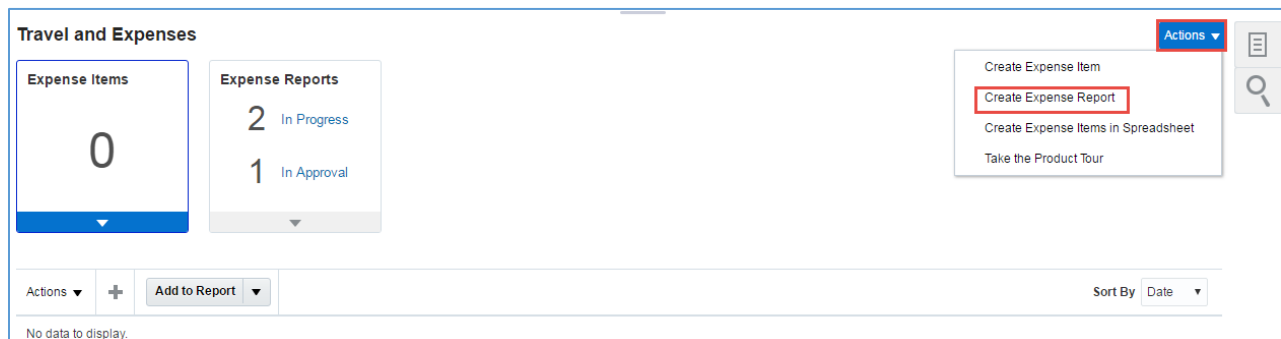 Travel and Expenses
Actions
Expense Items
0
Expense Reports
2 In Progress
1 In Approval
Create Expense Item
Create Expense Report
Create Expense Items in Spreadsheet
Take the Product Tour
Actions
Add to Report
Sort By Date
No data to display.